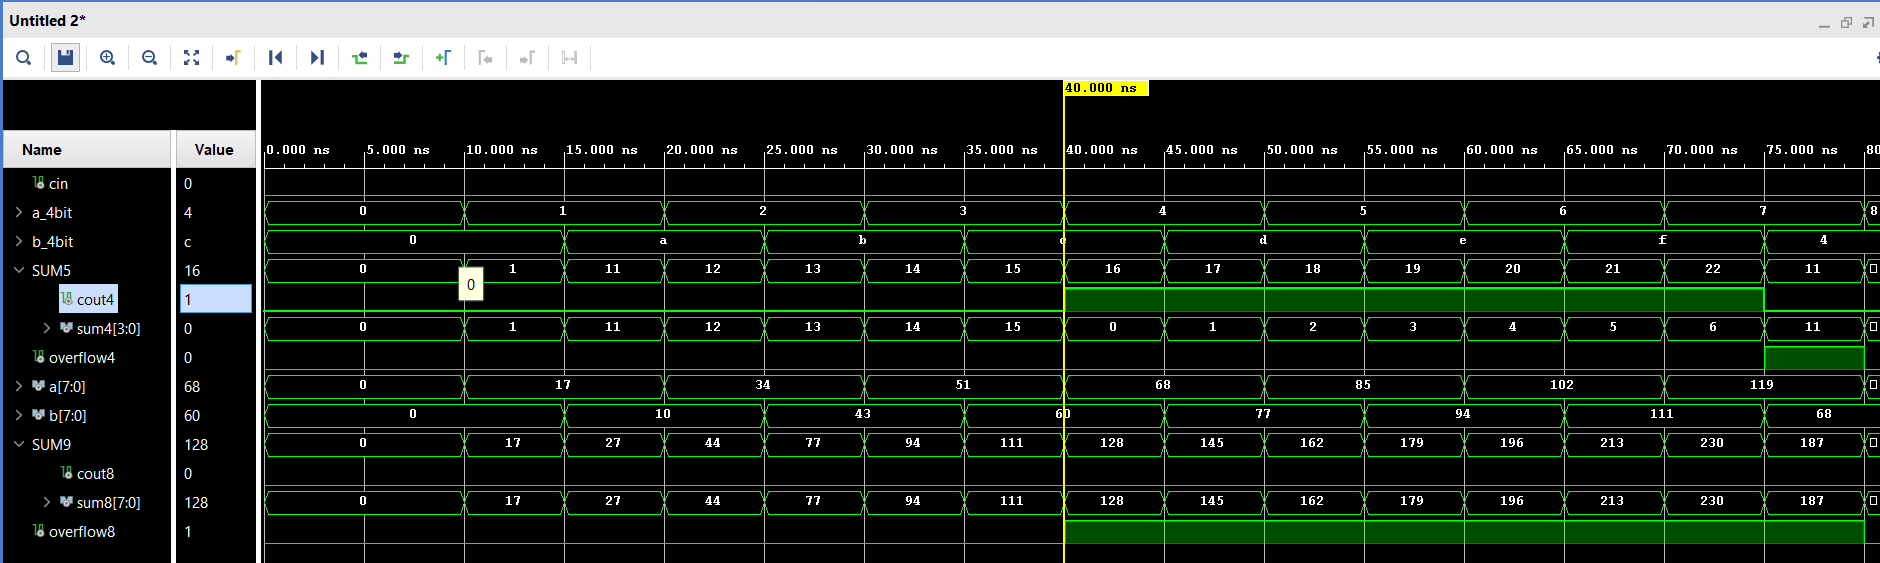 Untitled 2*
40.000 ns
Name Value 0.000 ns 5.000 ns 10.000 ns 15.000 ns 20.000 ns 25.000 ns 30.000 ns 35.000 ns 40.000 ns 45.000 ns 50.000 ns 55.000 ns 60.000 ns 65.000 ns 70.000 ns 75.000 ns 80
cin 0
a_4bit 4 0 1 2 3 4 5 6 7 8
b_4bit c 0 a b c d e f 4
SUM5 16 0 1 11 12 13 14 15 16 17 18 19 20 21 22 11
0
cout4 1
sum4[3:0] 0 0 1 11 12 13 14 15 0 1 2 3 4 5 6 11
overflow4 0
a[7:0] 68 0 17 34 51 68 85 102 119
b[7:0] 60 0 10 43 60 77 94 111 68
SUM9 128 0 17 27 44 77 94 111 128 145 162 179 196 213 230 187
cout8 0
sum8[7:0] 128 0 17 27 44 77 94 111 128 145 162 179 196 213 230 187
overflow8 1